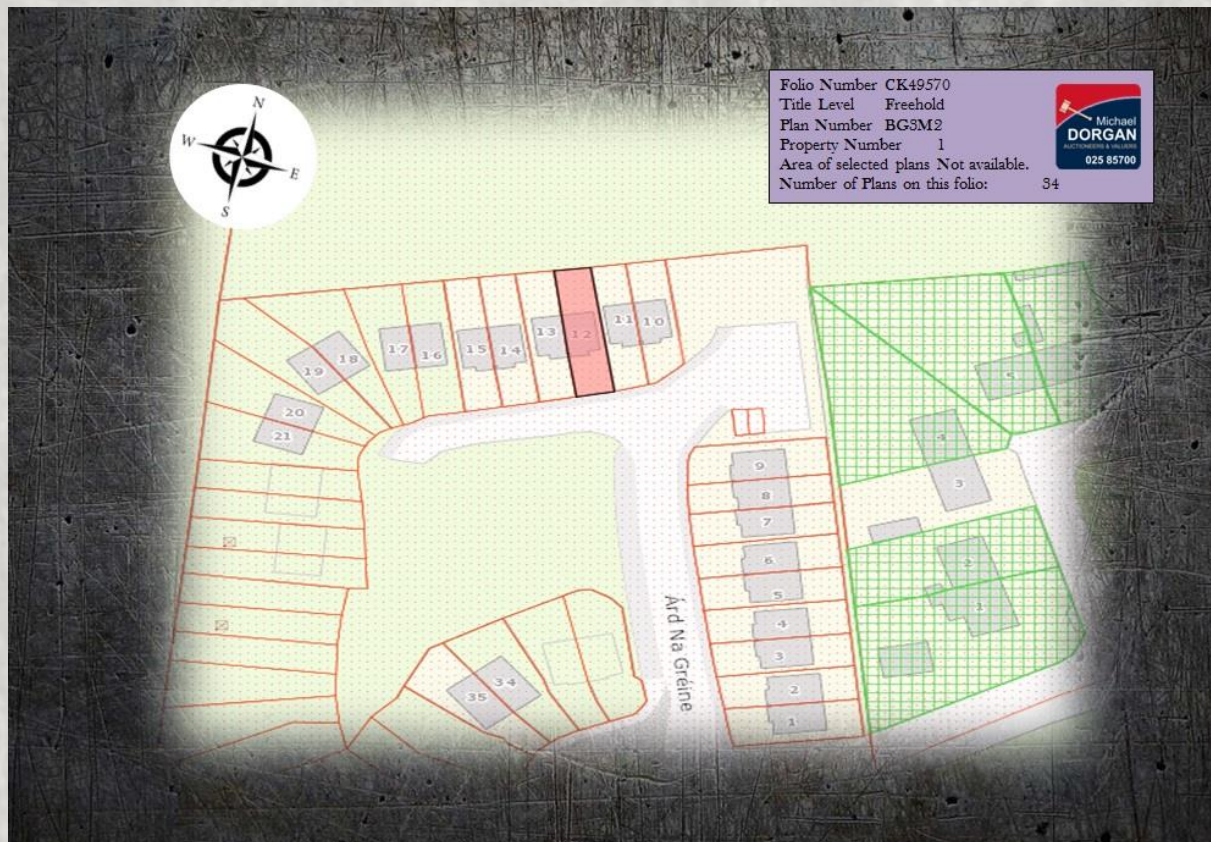 N
W
E
S
Folio Number CK49570
Title Level Freehold
Plan Number BG3M2
Property Number 1
Area of selected plans Not available.
Number of Plans on this folio: 34
Michael
DORGAN
AUCTIONEERS & VALUERS
025 85700
19 18 17 16 15 14 13 12 11 10
20
21
9
8
7
6
5
4
3
2
1
Árd Na Gréine
35 34
5
4
3
2
1